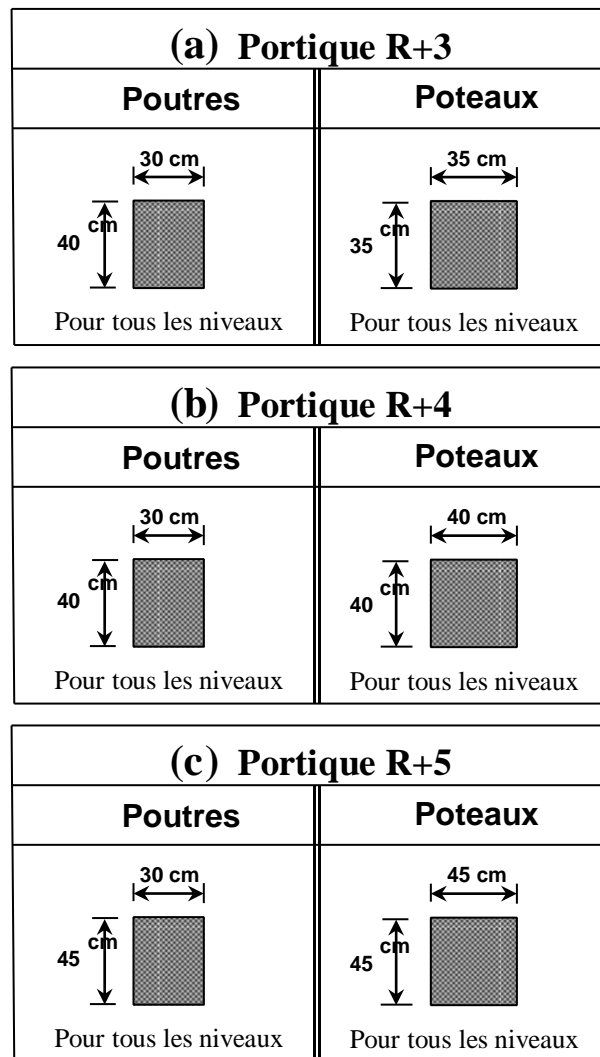 (a) Portique R+3
Poutres
Poteaux
30 cm
40 cm
Pour tous les niveaux
35 cm
35 cm
Pour tous les niveaux
(b) Portique R+4
Poutres
Poteaux
30 cm
40 cm
Pour tous les niveaux
40 cm
40 cm
Pour tous les niveaux
(c) Portique R+5
Poutres
Poteaux
30 cm
45 cm
Pour tous les niveaux
45 cm
45 cm
Pour tous les niveaux